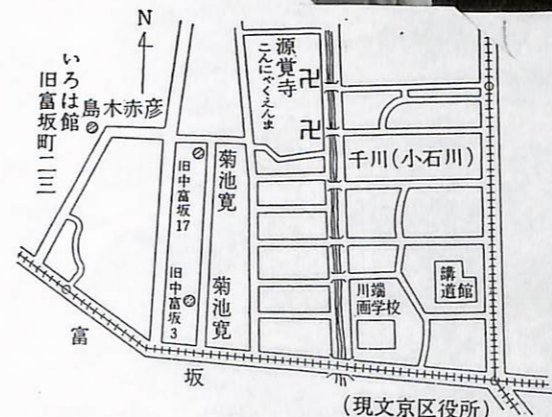 N
いろは館
旧富坂町二三
島木赤彦
源覚寺
こんにゃくえんま
卍
卍
千川(小石川)
菊池寛
旧中富坂17
菊池寛
旧中富坂3
川端
画学校
講
道館
富坂
(現文京区役所)